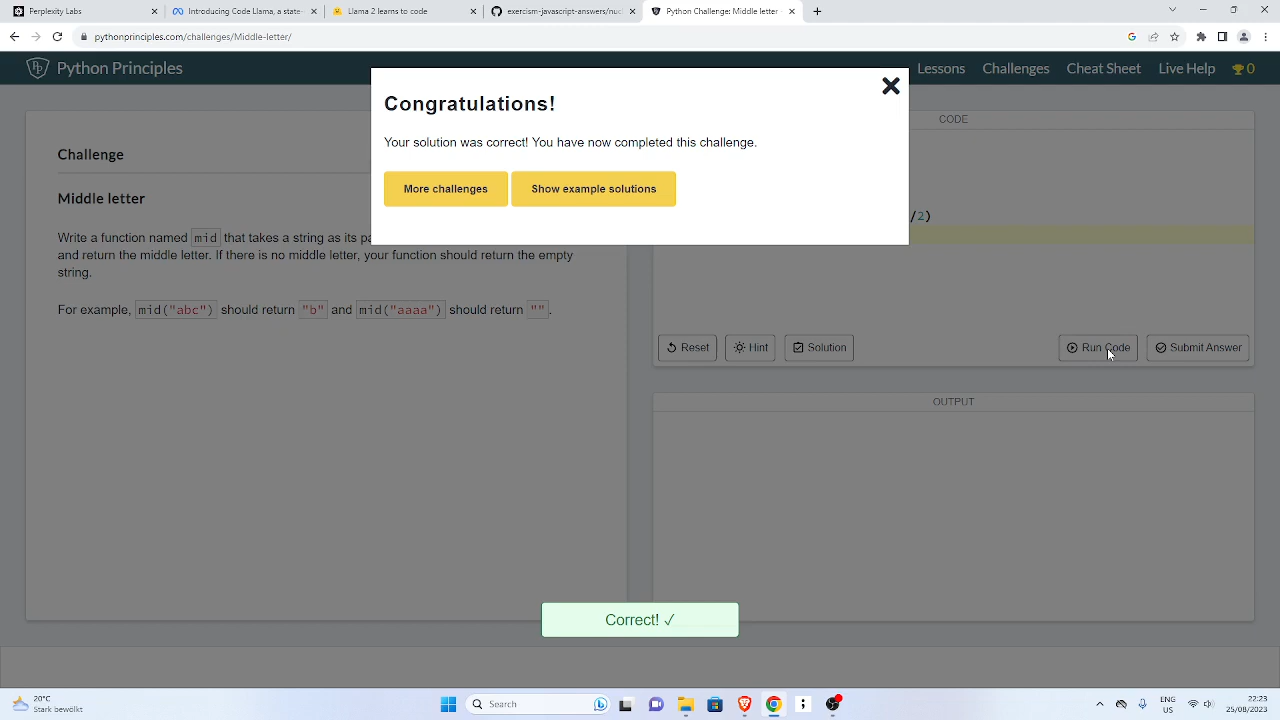 Perplexity Labs
Introducing Code Llama, a state-
Llama 2 learns to code
exercism-javascript-answers/nucl
Python Challenge: Middle letter
pythonprinciples.com/challenges/Middle-letter/
Python Principles
Lessons
Challenges
Cheat Sheet
Live Help
0
Congratulations!
Your solution was correct! You have now completed this challenge.
More challenges
Show example solutions
Challenge
Middle letter
Write a function named mid that takes a string as its pa
and return the middle letter. If there is no middle letter, your function should return the empty
string.
For example, mid("abc") should return "b" and mid("aaaa") should return "".
CODE
/2)
Reset
Hint
Solution
Run Code
Submit Answer
OUTPUT
Correct! ✓
20°C
Stark bewölkt
Search
ENG
US
22:23
25/08/2023